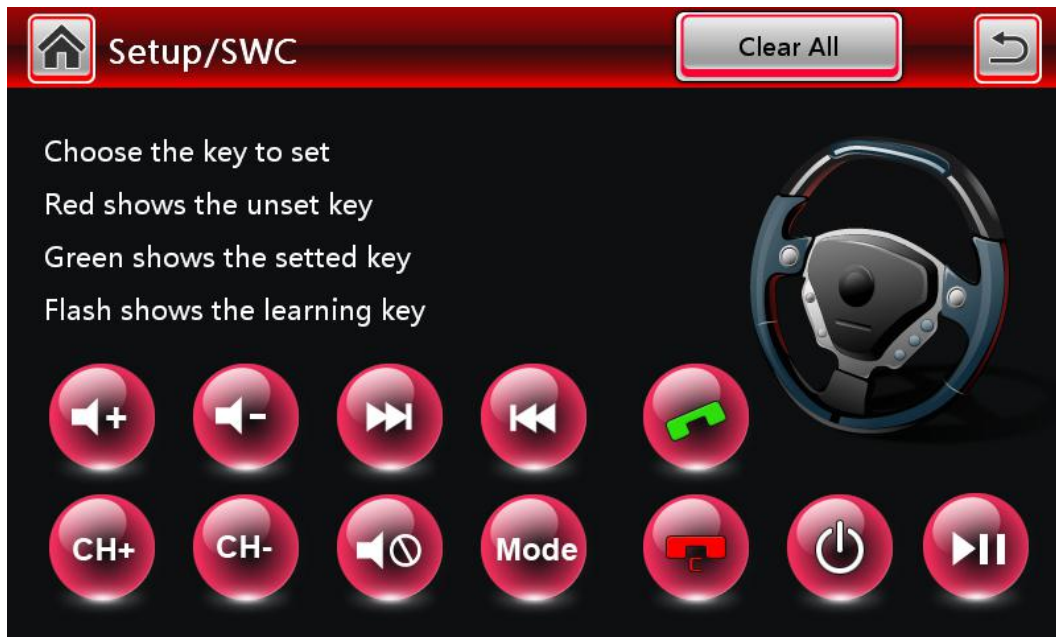 Setup/SWC
Clear All
Choose the key to set
Red shows the unset key
Green shows the setted key
Flash shows the learning key
CH+
CH-
Mode
C